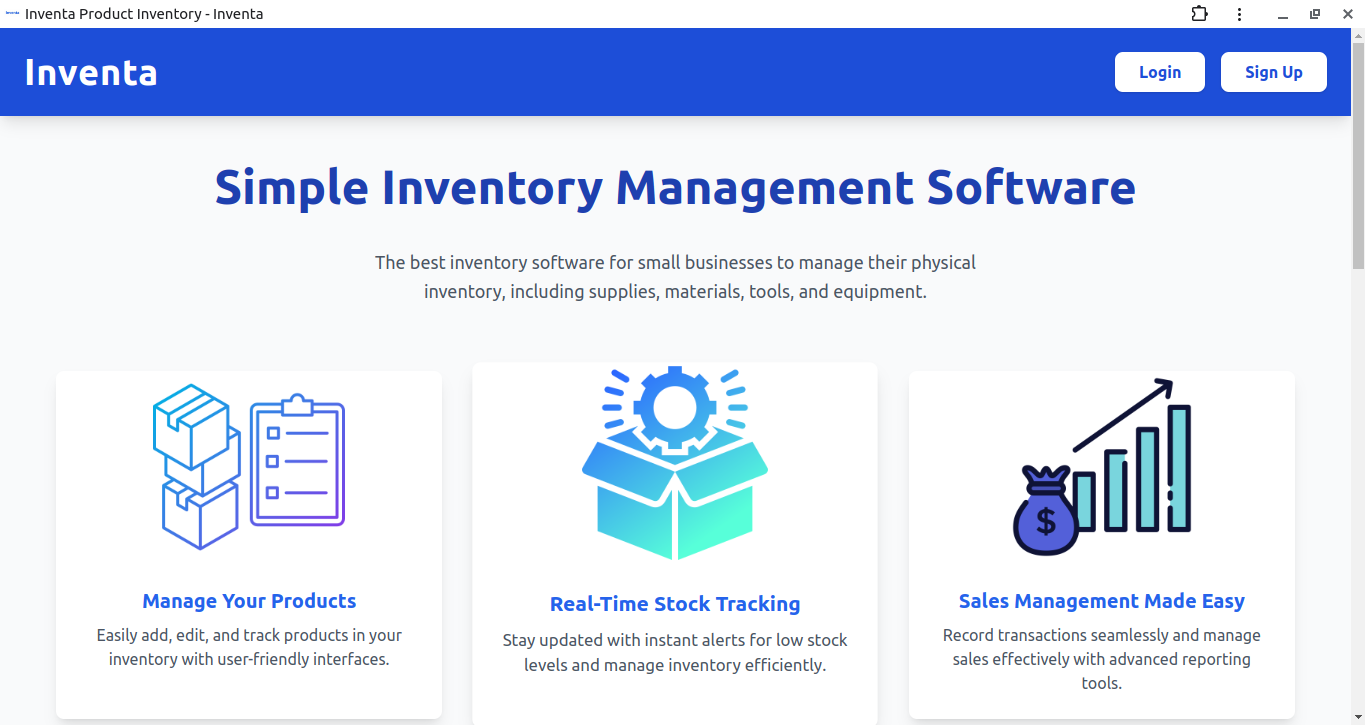 Inventa Product Inventory - Inventa
Inventa
Login
Sign Up
Simple Inventory Management Software
The best inventory software for small businesses to manage their physical
inventory, including supplies, materials, tools, and equipment.
$
Manage Your Products
Easily add, edit, and track products in your
inventory with user-friendly interfaces.
Real-Time Stock Tracking
Stay updated with instant alerts for low stock
levels and manage inventory efficiently.
Sales Management Made Easy
Record transactions seamlessly and manage
sales effectively with advanced reporting
tools.